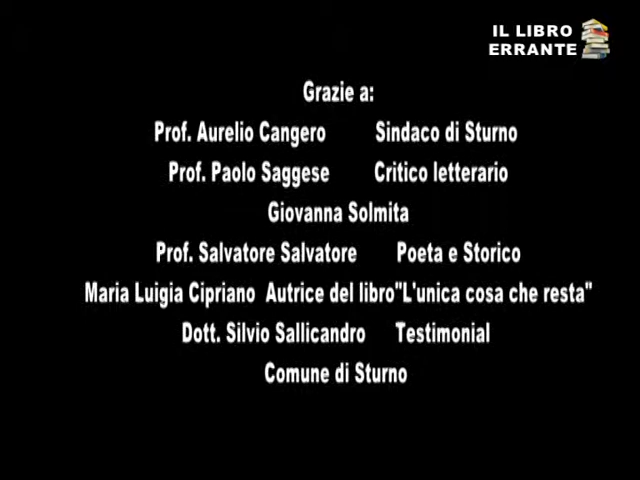 IL LIBRO
ERRANTE
Grazie a:
Prof. Aurelio Cangero Sindaco di Sturno
Prof. Paolo Saggese Critico letterario
Giovanna Solmita
Prof. Salvatore Salvatore Poeta e Storico
Maria Luigia Cipriano Autrice del libro"L'unica cosa che resta"
Dott. Silvio Sallicandro Testimonial
Comune di Sturno